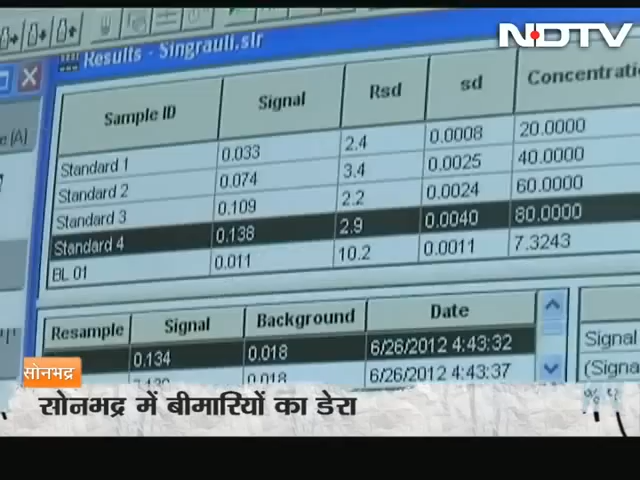 NDTV
Results - Singrauli.slr
Sample ID Signal Rsd sd
Standard 1 0.033 2.4 0.0008 20.0000
Standard 2 0.074 3.4 0.0025 40.0000
Standard 3 0.109 2.2 0.0024 60.0000
Standard 4 0.138 2.9 0.0040 80.0000
BL 01 0.011 10.2 0.0011 7.3243
Resample Signal Background Date
0.134 0.018 6/26/2012 4:43:32
0.018 6/26/2012 4:43:37
Signal
सोनभद्र
सोनभद्र में बीमारियों का डेरा